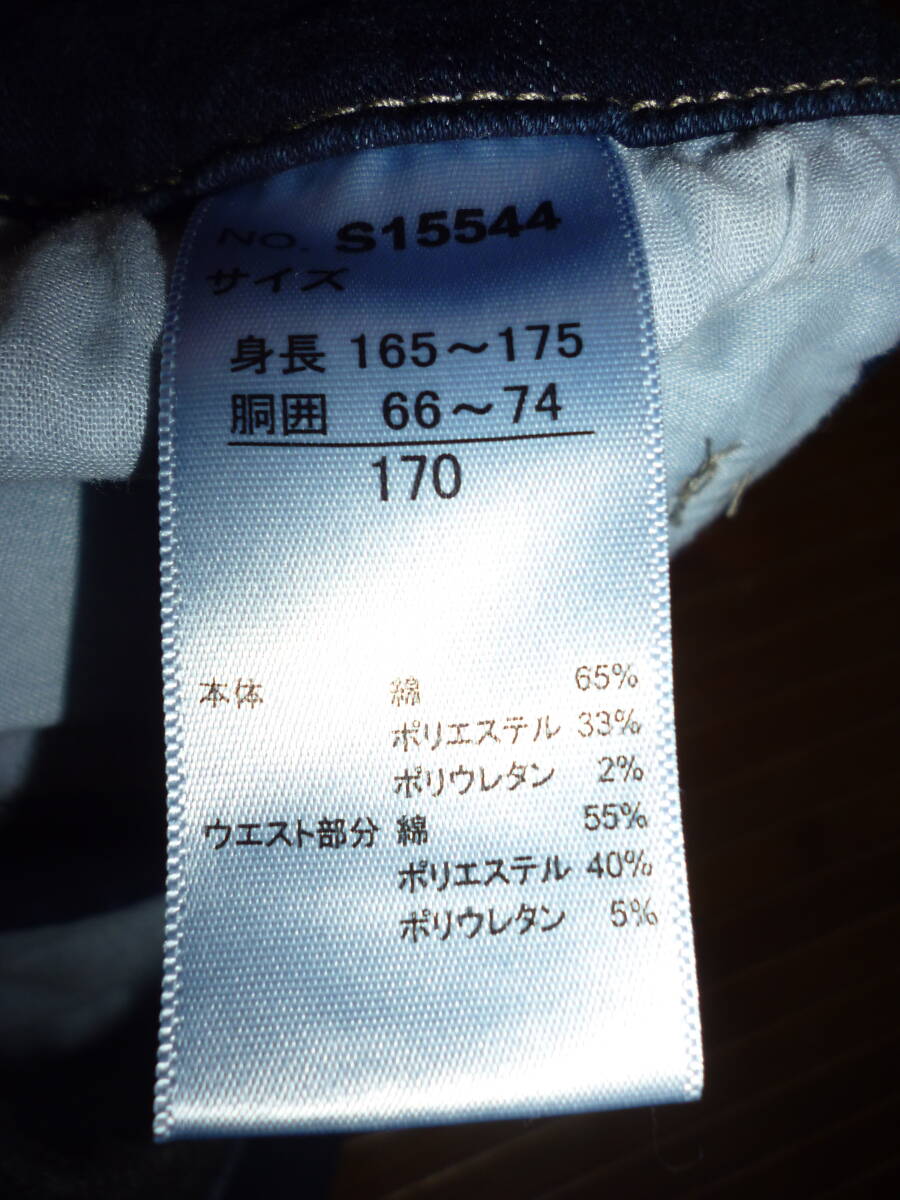 NO. S15544
サイズ
身長 165～175
胴囲 66～74
170
本体 綿 65%
ポリエステル 33%
ポリウレタン 2%
ウエスト部分 綿 55%
ポリエステル 40%
ポリウレタン 5%